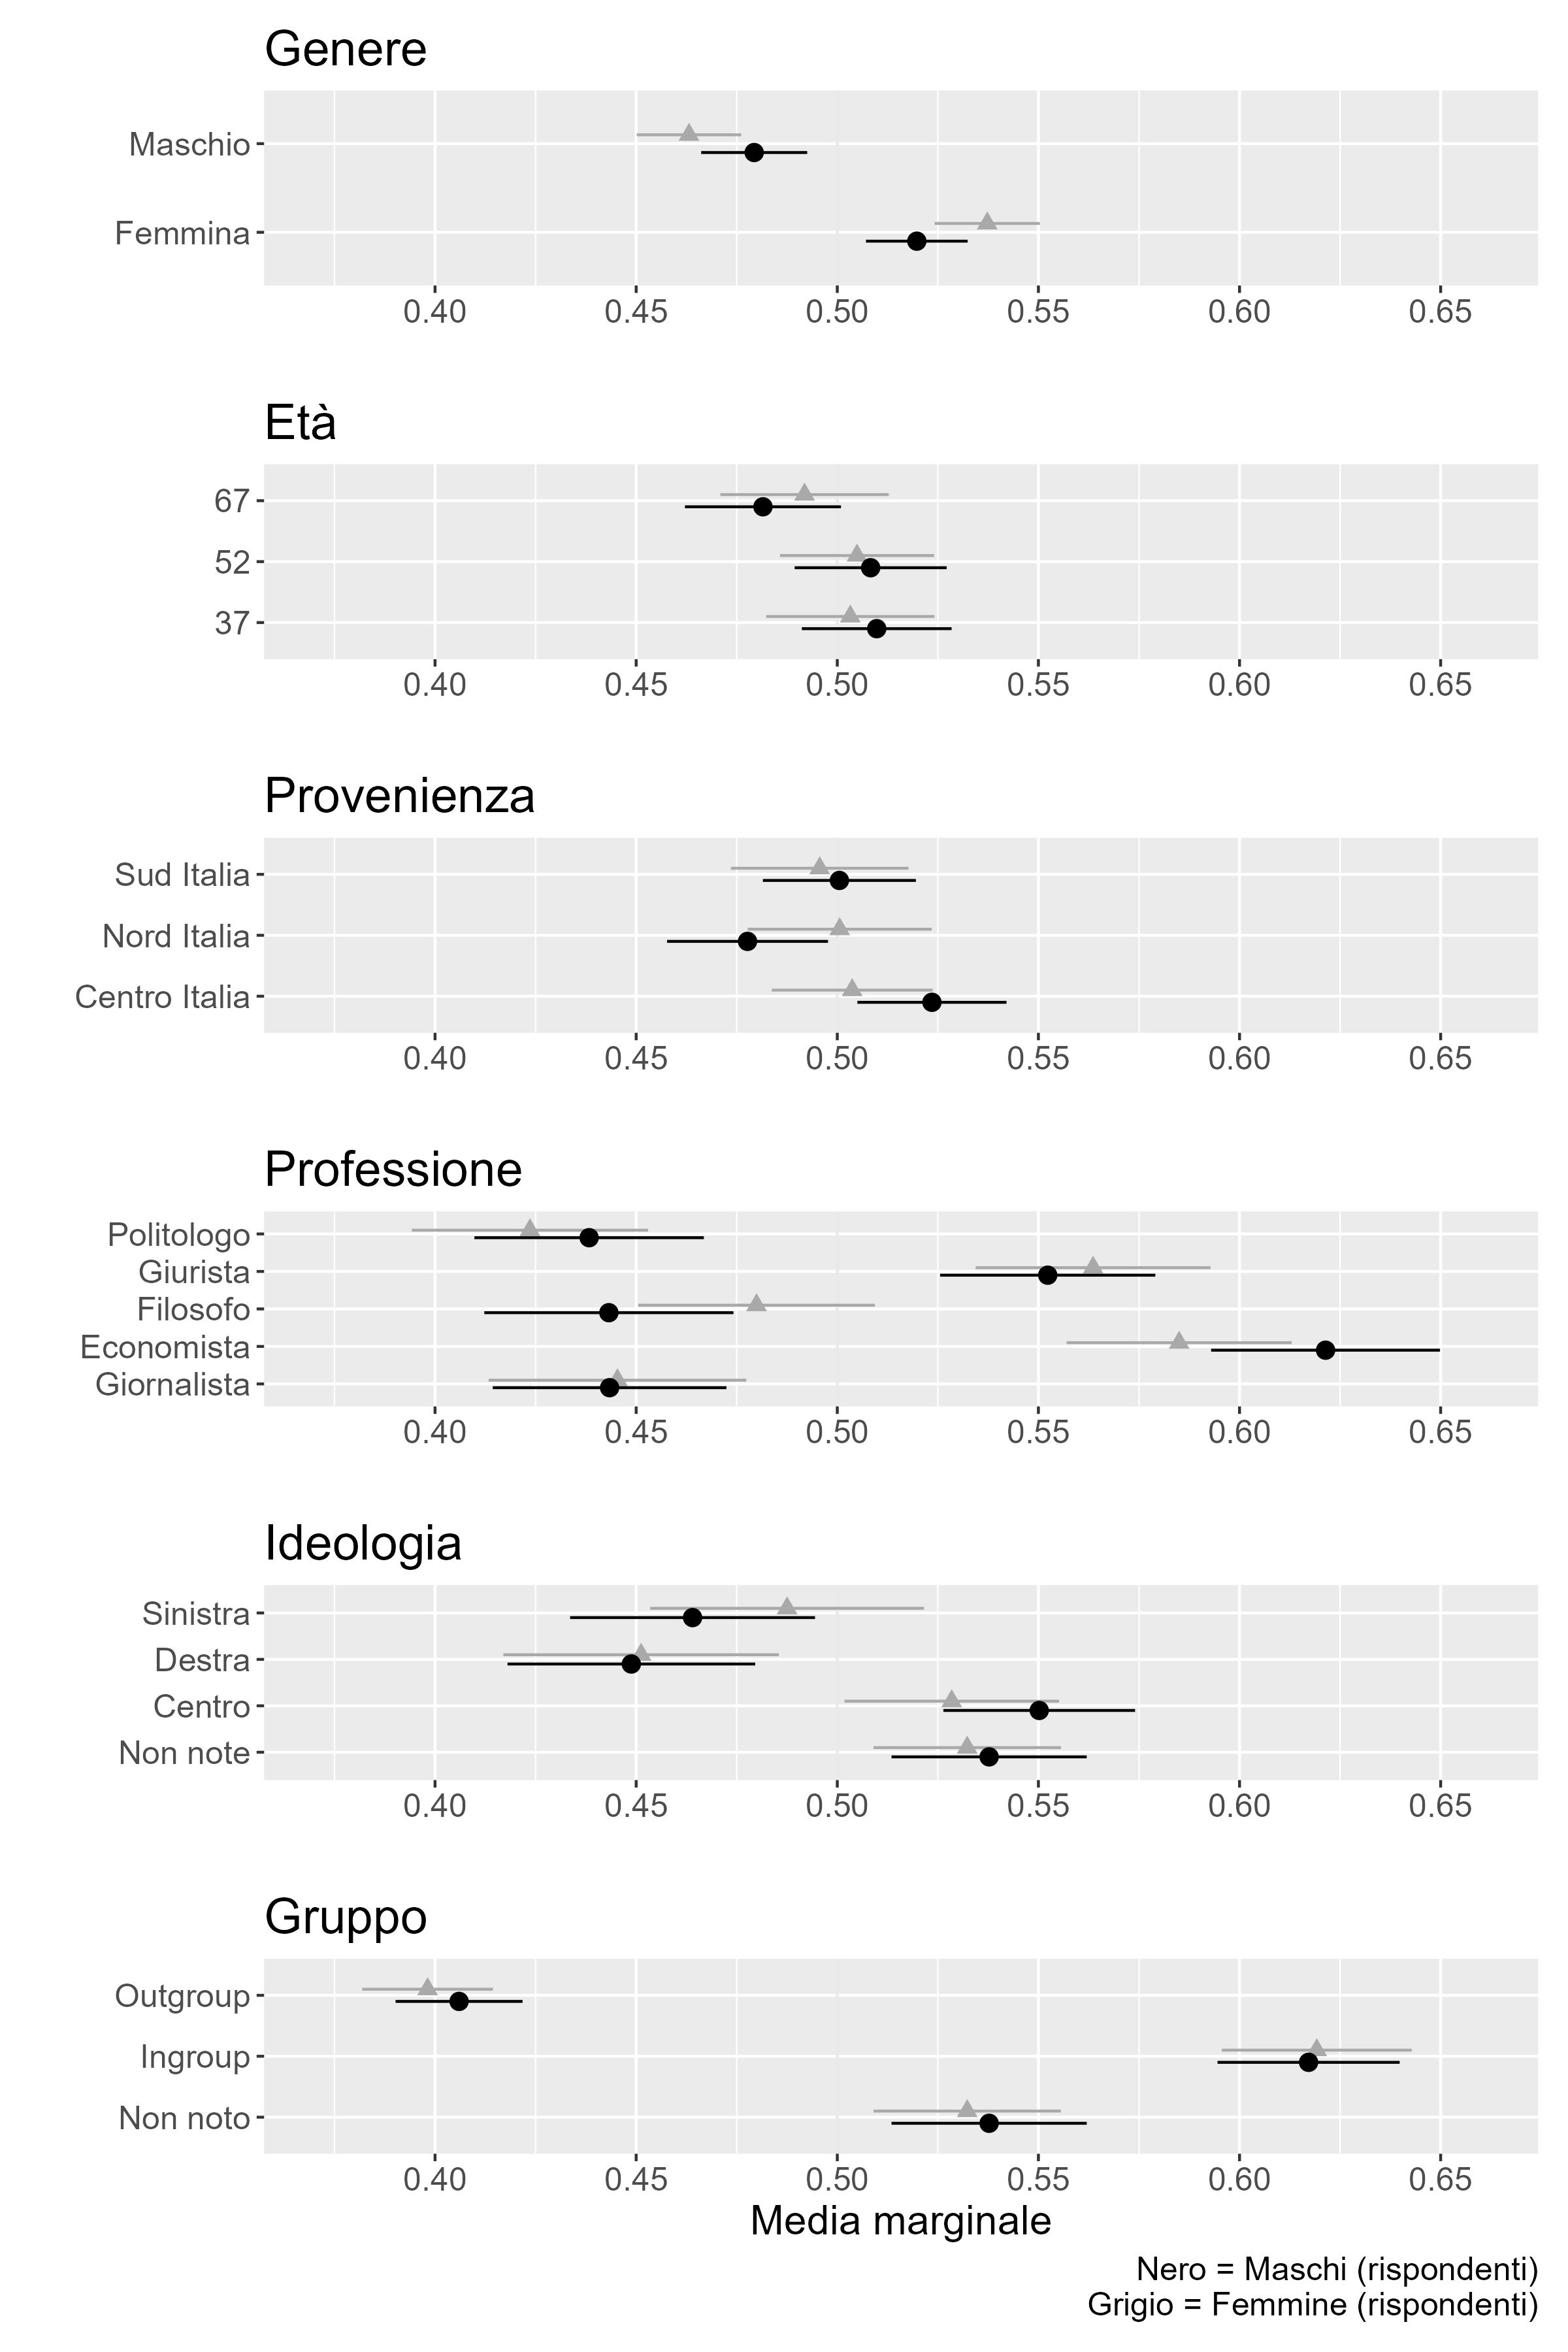 Genere
Maschio
Femmina
0.40 0.45 0.50 0.55 0.60 0.65
Età
67
52
37
0.40 0.45 0.50 0.55 0.60 0.65
Provenienza
Sud Italia
Nord Italia
Centro Italia
0.40 0.45 0.50 0.55 0.60 0.65
Professione
Politologo
Giurista
Filosofo
Economista
Giornalista
0.40 0.45 0.50 0.55 0.60 0.65
Ideologia
Sinistra
Destra
Centro
Non note
0.40 0.45 0.50 0.55 0.60 0.65
Gruppo
Outgroup
Ingroup
Non noto
0.40 0.45 0.50 0.55 0.60 0.65
Media marginale
Nero = Maschi (rispondenti)
Grigio = Femmine (rispondenti)